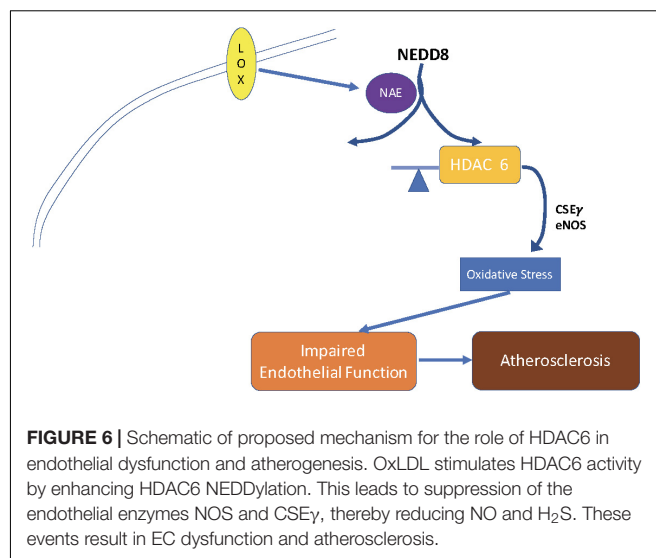 L
O
X
NEDD8
NAE
HDAC 6
CSEγ
eNOS
Oxidative Stress
Impaired
Endothelial Function
Atherosclerosis
FIGURE 6 | Schematic of proposed mechanism for the role of HDAC6 in
endothelial dysfunction and atherogenesis. OxLDL stimulates HDAC6 activity
by enhancing HDAC6 NEDDylation. This leads to suppression of the
endothelial enzymes NOS and CSEγ, thereby reducing NO and H₂S. These
events result in EC dysfunction and atherosclerosis.